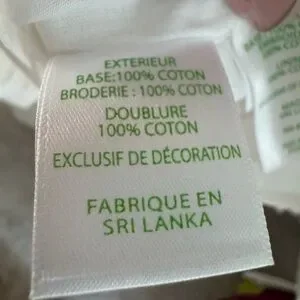 EXTERIEUR
BASE:100% COTON
BRODERIE : 100% COTON
DOUBLURE
100% COTON
EXCLUSIF DE DÉCORATION
FABRIQUE EN
SRI LANKA